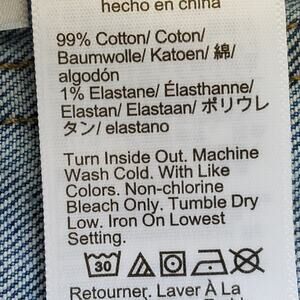 hecho en china
99% Cotton/ Coton/
Baumwolle/ Katoen/ 綿/
algodón
1% Elastane/ Élasthanne/
Elastan/ Elastaan/ ポリウレ
タン/ elastano
Turn Inside Out. Machine
Wash Cold. With Like
Colors. Non-chlorine
Bleach Only. Tumble Dry
Low. Iron On Lowest
Setting.
30
Retourner. Laver À La